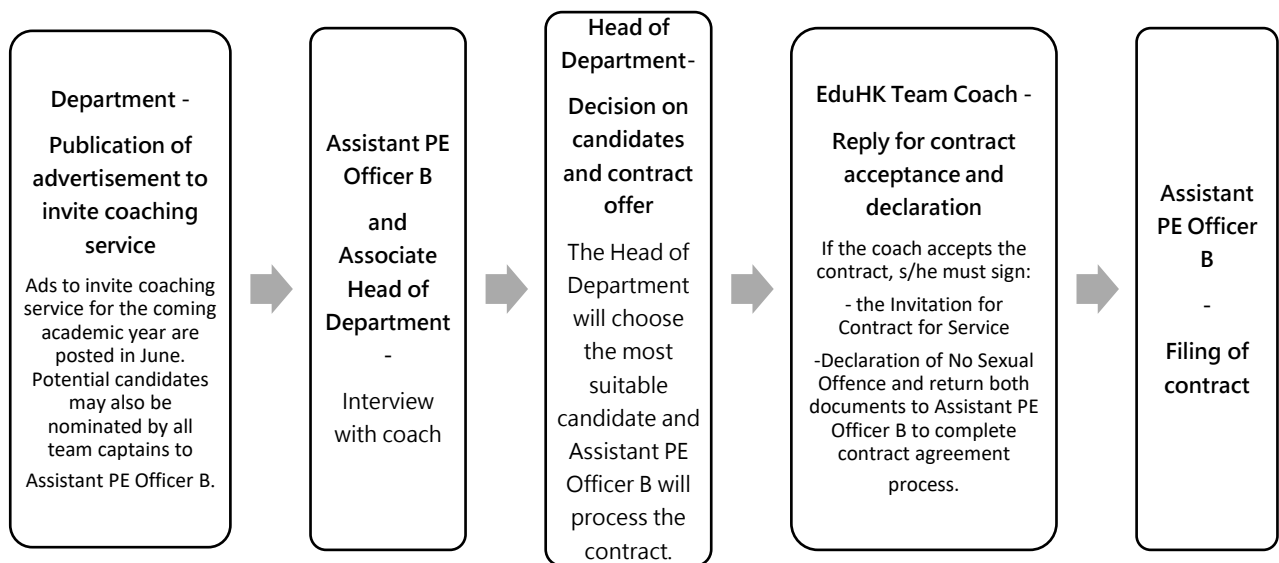 Department -
Publication of
advertisement to
invite coaching
service
Ads to invite coaching
service for the coming
academic year are
posted in June.
Potential candidates
may also be
nominated by all
team captains to
Assistant PE Officer B.
Assistant PE
Officer B
and
Associate
Head of
Department
-
Interview
with coach
Head of
Department-
Decision on
candidates
and contract
offer
The Head of
Department
will choose
the most
suitable
candidate and
Assistant PE
Officer B will
process the
contract.
EduHK Team Coach -
Reply for contract
acceptance and
declaration
If the coach accepts the
contract, s/he must sign:
- the Invitation for
Contract for Service
-Declaration of No Sexual
Offence and return both
documents to Assistant PE
Officer B to complete
contract agreement
process.
Assistant
PE Officer
B
-
Filing of
contract